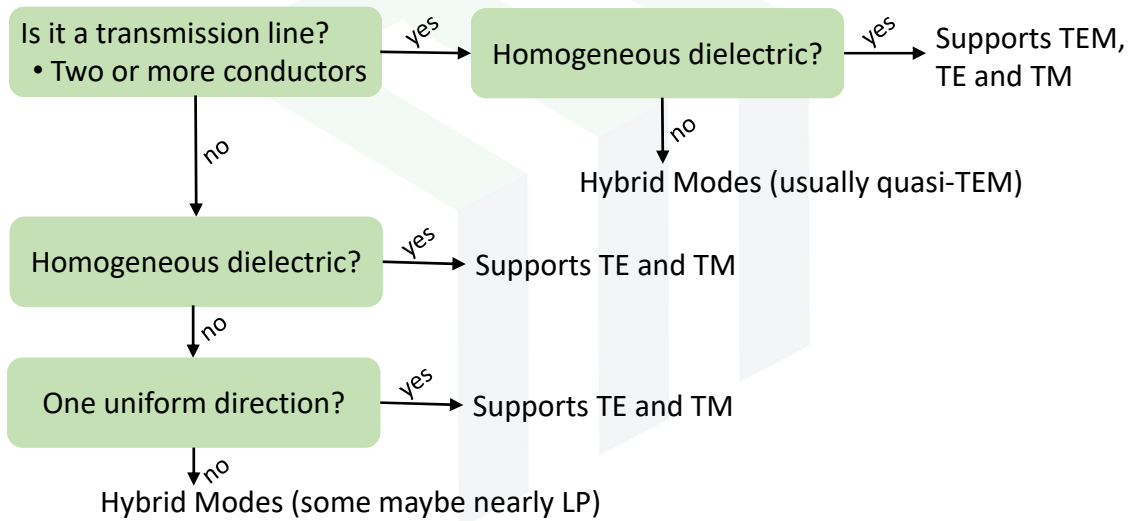 Is it a transmission line?
• Two or more conductors
yes
Homogeneous dielectric?
yes
Supports TEM,
TE and TM
no
Hybrid Modes (usually quasi-TEM)
no
Homogeneous dielectric?
yes
Supports TE and TM
no
One uniform direction?
yes
Supports TE and TM
no
Hybrid Modes (some maybe nearly LP)